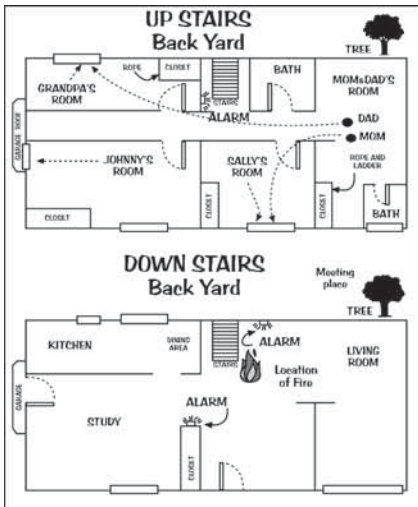 UP STAIRS
Back Yard
TREE
ROPE
CLOSET
STAIRS
BATH
MOM&DAD'S
ROOM
GRANDPA'S
ROOM
ALARM
DAD
MOM
GARAGE ROOF
JOHNNY'S
ROOM
SALLY'S
ROOM
ROPE AND
LADDER
CLOSET
CLOSET
CLOSET
BATH
DOWN STAIRS
Back Yard
Meeting
place
TREE
KITCHEN
DINING
AREA
STAIRS
ALARM
LIVING
ROOM
Location
of Fire
GARAGE
STUDY
ALARM
CLOSET